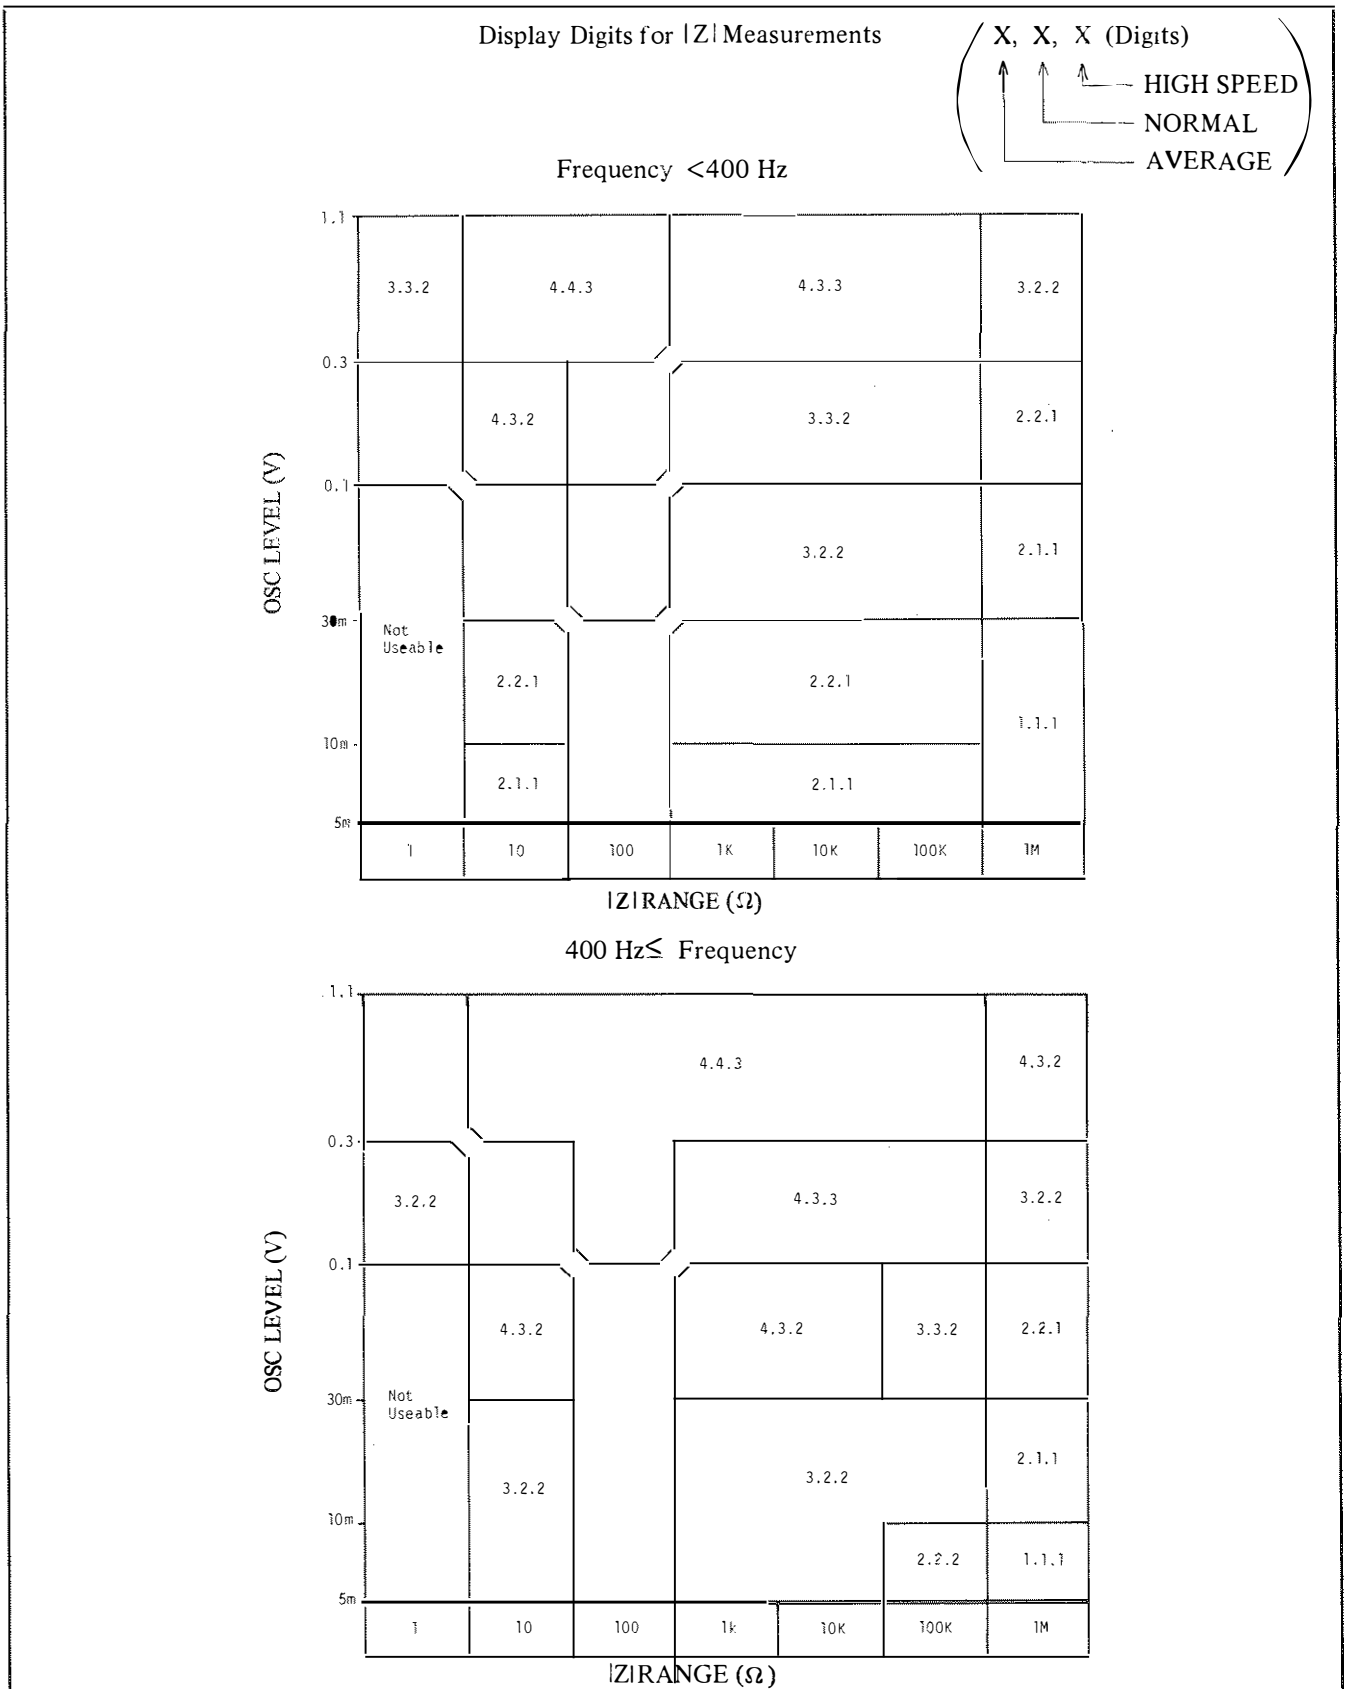 Display Digits for |Z| Measurements
X, X, X (Digits)
HIGH SPEED
NORMAL
AVERAGE
Frequency <400 Hz
1.1
3.3.2
4.4.3
4.3.3
3.2.2
0.3
4.3.2
3.3.2
2.2.1
OSC LEVEL (V)
0.1
3.2.2
2.1.1
30m
Not
Useable
2.2.1
2.2.1
1.1.1
10m
2.1.1
2.1.1
5m
1
10
100
1K
10K
100K
1M
|Z| RANGE (Ω)
400 Hz≦ Frequency
1.1
4.4.3
4.3.2
0.3
3.2.2
4.3.3
3.2.2
OSC LEVEL (V)
0.1
4.3.2
4.3.2
3.3.2
2.2.1
30m
Not
Useable
3.2.2
3.2.2
2.1.1
10m
2.2.2
1.1.1
5m
1
10
100
1k
10K
100K
1M
|Z| RANGE (Ω)